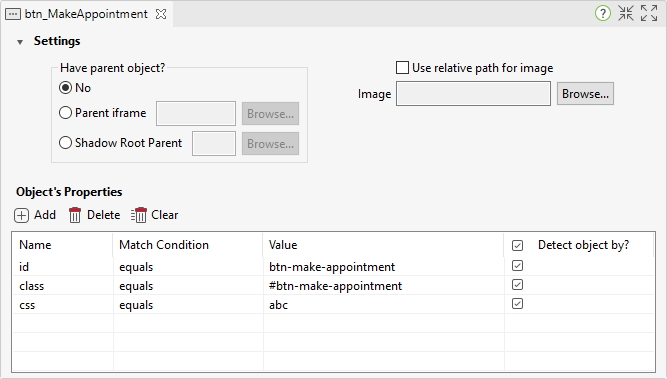 btn_MakeAppointment
?
Settings
Have parent object?
No
Parent iframe Browse...
Shadow Root Parent Browse...
Use relative path for image
Image Browse...
Object's Properties
Add Delete Clear
Name Match Condition Value Detect object by?
id equals btn-make-appointment
class equals #btn-make-appointment
css equals abc